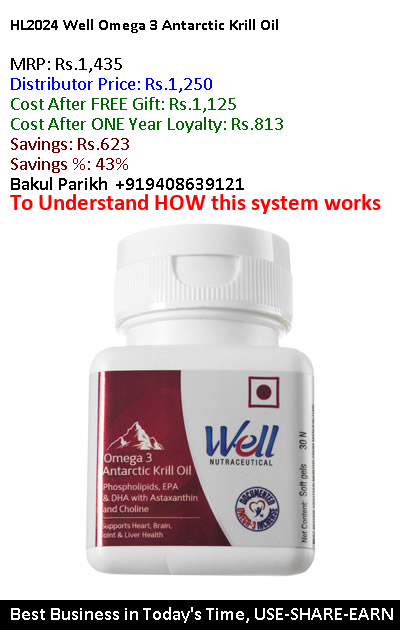 HL2024 Well Omega 3 Antarctic Krill Oil
MRP: Rs.1,435
Distributor Price: Rs.1,250
Cost After FREE Gift: Rs.1,125
Cost After ONE Year Loyalty: Rs.813
Savings: Rs.623
Savings %: 43%
Bakul Parikh +919408639121
To Understand HOW this system works
Omega 3
Antarctic Krill Oil
Phospholipids, EPA
& DHA with Astaxanthin
and Choline
Supports Heart, Brain,
Joint & Liver Health
Well
NUTRACEUTICAL
DOCUMENTED
OMEGA-3 INCREASE
Net Content: Soft gels 30 N
Best Business in Today's Time, USE-SHARE-EARN